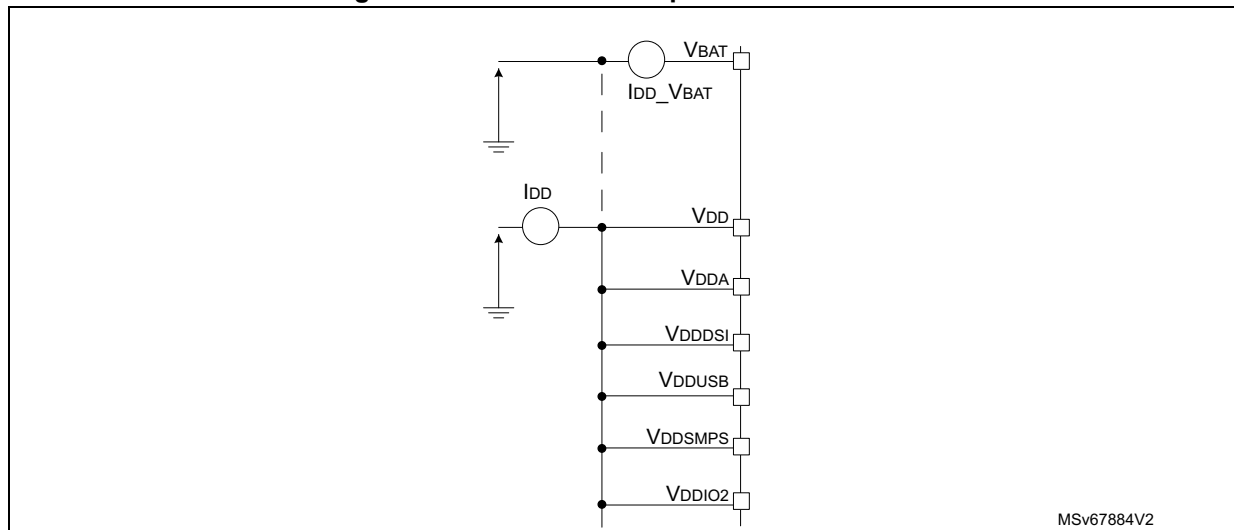 VBAT
IDD_VBAT
IDD
VDD
VDDA
VDDDSI
VDDUSB
VDDSMPS
VDDIO2
MSv67884V2